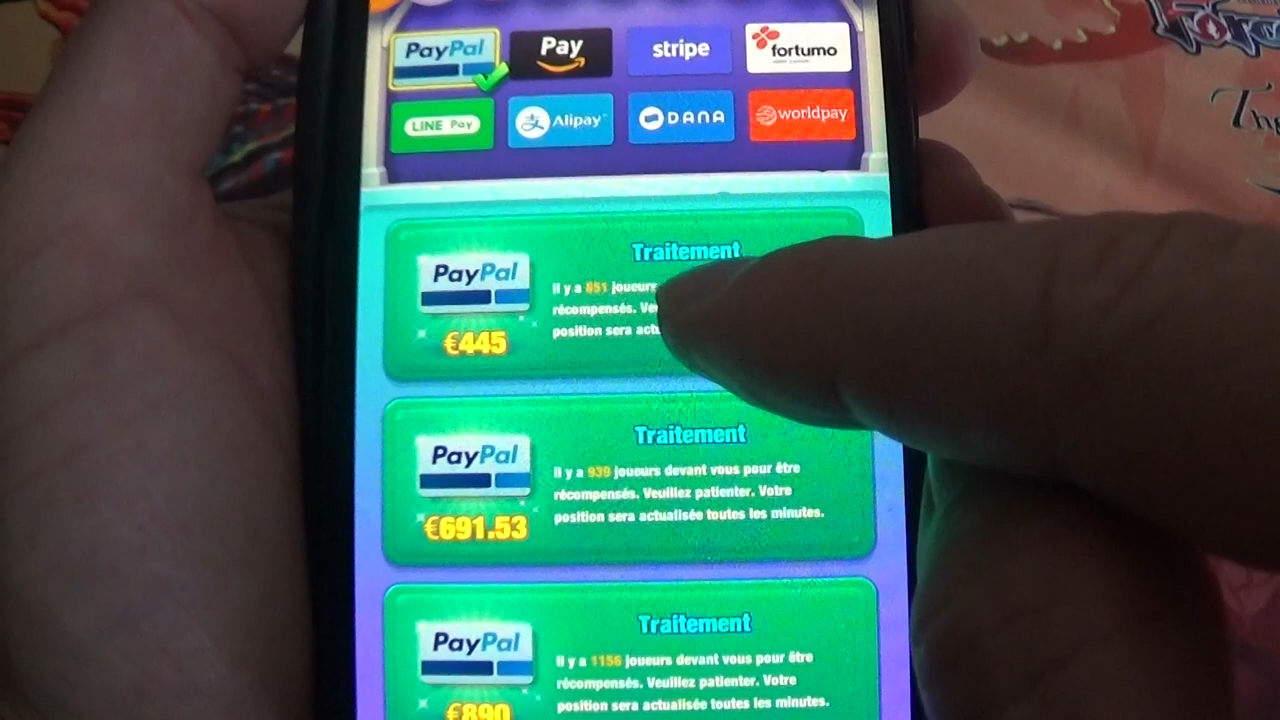 PayPal
Pay
stripe
fortumo
LINE Pay
Alipay
DANA
worldpay
Traitement
PayPal
Il y a 851 joueurs
récompensés.
position sera
€445
Traitement
PayPal
Il y a 939 joueurs devant vous pour être
récompensés. Veuillez patienter. Votre
position sera actualisée toutes les minutes.
€691.53
Traitement
PayPal
Il y a 1156 joueurs devant vous pour être
récompensés. Veuillez patienter. Votre
position sera actualisée toutes les minutes.
€890